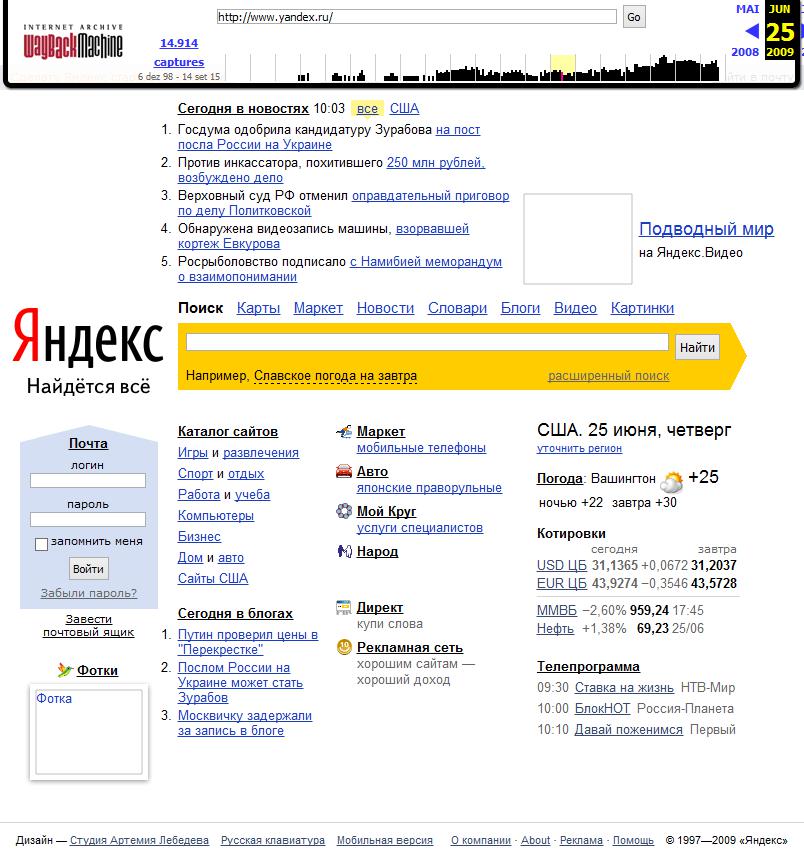 INTERNET ARCHIVE
WayBackMachine
http://www.yandex.ru/
Go
14.914
captures
6 dez 98 - 14 set 15
MAI
JUN
25
2008
2009
Сегодня в новостях 10:03 все США
1. Госдума одобрила кандидатуру Зурабова на пост
посла России на Украине
2. Против инкассатора, похитившего 250 млн рублей,
возбуждено дело
3. Верховный суд РФ отменил оправдательный приговор
по делу Политковской
4. Обнаружена видеозапись машины, взорвавшей
кортеж Евкурова
5. Росрыболовство подписало с Намибией меморандум
о взаимопонимании
Подводный мир
на Яндекс.Видео
Яндекс
Найдётся всё
Поиск Карты Маркет Новости Словари Блоги Видео Картинки
Найти
Например, Славское погода на завтра
расширенный поиск
Почта
логин
пароль
запомнить меня
Войти
Забыли пароль?
Завести
почтовый ящик
Фотки
Фотка
Каталог сайтов
Игры и развлечения
Спорт и отдых
Работа и учеба
Компьютеры
Бизнес
Дом и авто
Сайты США
Сегодня в блогах
1. Путин проверил цены в
"Перекрестке"
2. Послом России на
Украине может стать
Зурабов
3. Москвичку задержали
за запись в блоге
Маркет
мобильные телефоны
Авто
японские праворульные
Мой Круг
услуги специалистов
Народ
Директ
купи слова
Рекламная сеть
хорошим сайтам —
хороший доход
США. 25 июня, четверг
уточнить регион
Погода: Вашингтон +25
ночью +22 завтра +30
Котировки
сегодня завтра
USD ЦБ 31,1365 +0,0672 31,2037
EUR ЦБ 43,9274 −0,3546 43,5728
ММВБ −2,60% 959,24 17:45
Нефть +1,38% 69,23 25/06
Телепрограмма
09:30 Ставка на жизнь НТВ-Мир
10:00 БлокНОТ Россия-Планета
10:10 Давай поженимся Первый
Дизайн — Студия Артемия Лебедева Русская клавиатура Мобильная версия О компании · About · Реклама · Помощь © 1997—2009 «Яндекс»